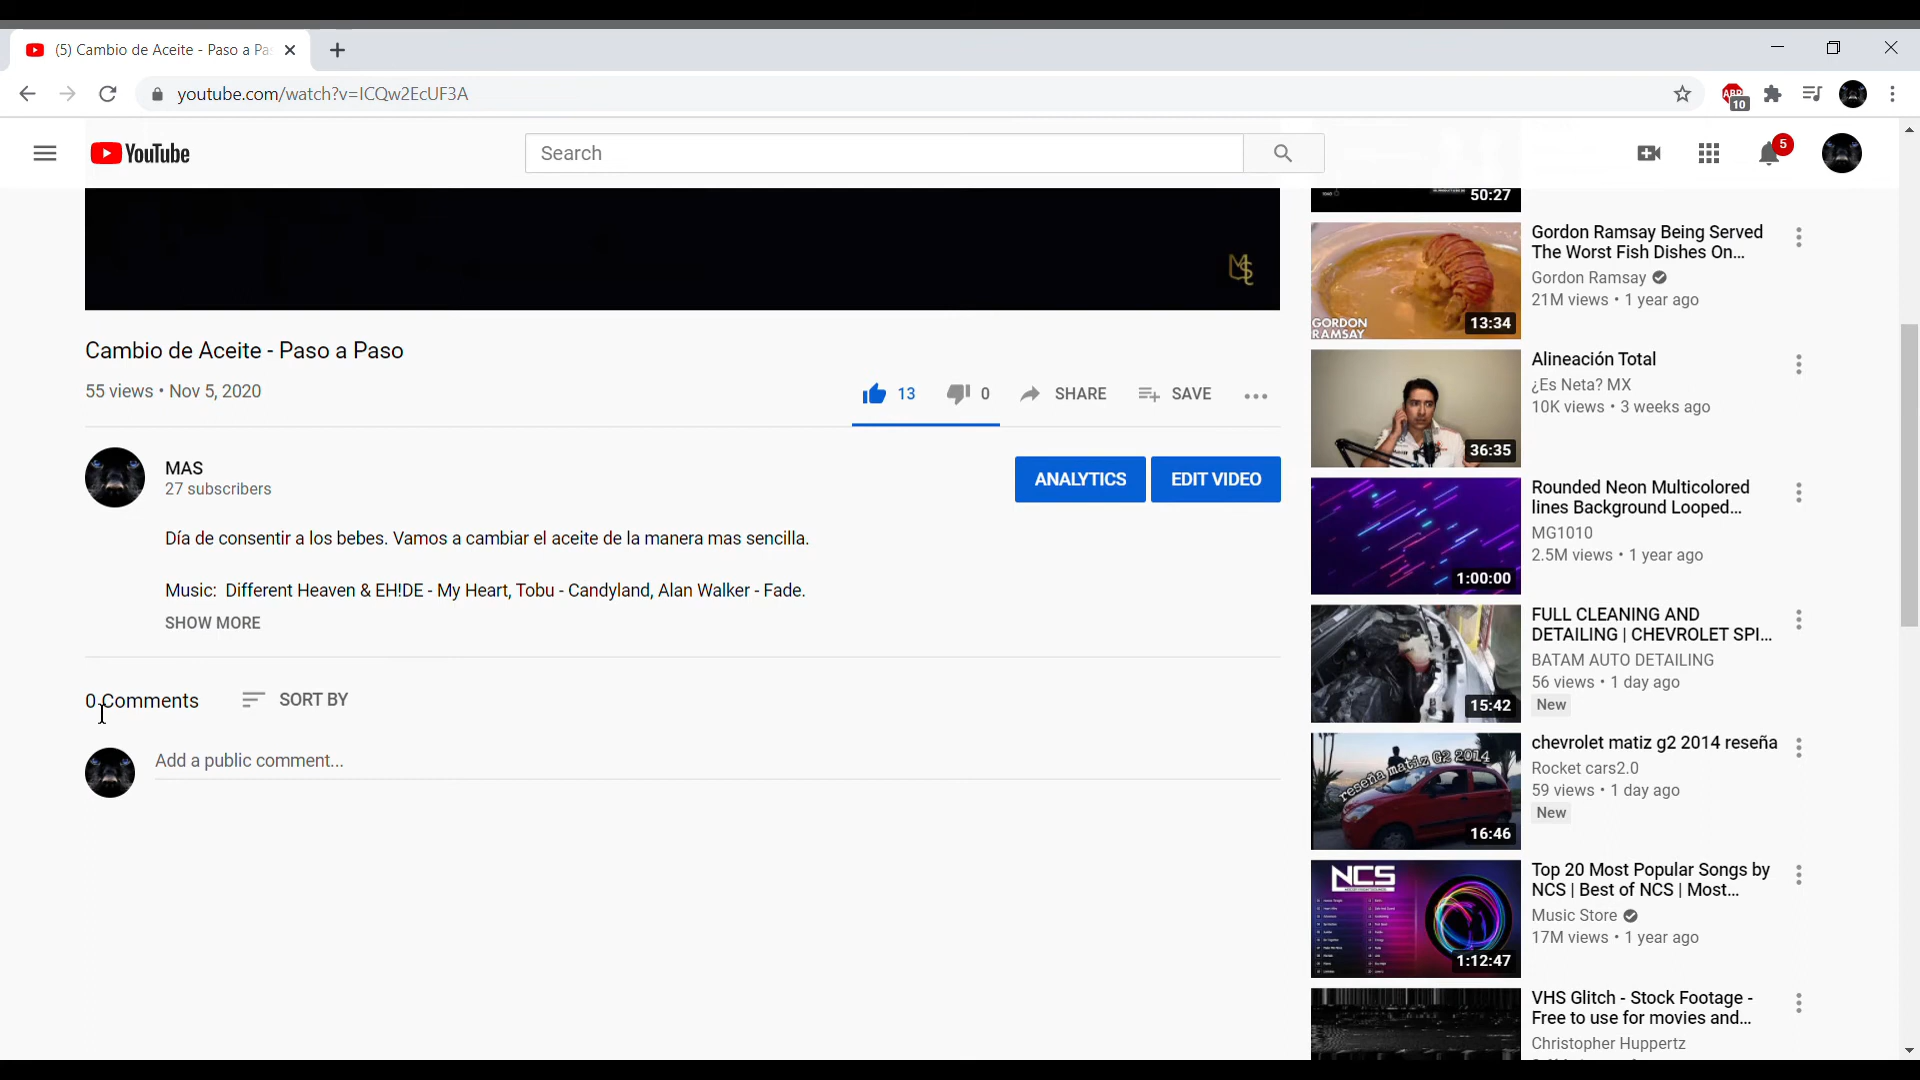 (5) Cambio de Aceite - Paso a Pa
youtube.com/watch?v=ICQw2EcUF3A
ABP
10
YouTube
Search
5
50:27
Gordon Ramsay Being Served
The Worst Fish Dishes On...
Gordon Ramsay
21M views • 1 year ago
GORDON
RAMSAY
13:34
Cambio de Aceite - Paso a Paso
55 views • Nov 5, 2020
13
0
SHARE
SAVE
Alineación Total
¿Es Neta? MX
10K views • 3 weeks ago
36:35
MAS
27 subscribers
ANALYTICS
EDIT VIDEO
Día de consentir a los bebes. Vamos a cambiar el aceite de la manera mas sencilla.
Music: Different Heaven & EH!DE - My Heart, Tobu - Candyland, Alan Walker - Fade.
SHOW MORE
Rounded Neon Multicolored
lines Background Looped...
MG1010
2.5M views • 1 year ago
1:00:00
FULL CLEANING AND
DETAILING | CHEVROLET SPI...
BATAM AUTO DETAILING
56 views • 1 day ago
New
15:42
0 Comments
SORT BY
Add a public comment...
chevrolet matiz g2 2014 reseña
Rocket cars2.0
59 views • 1 day ago
New
reseña matiz G2 2014
16:46
Top 20 Most Popular Songs by
NCS | Best of NCS | Most...
Music Store
17M views • 1 year ago
NCS
1:12:47
VHS Glitch - Stock Footage -
Free to use for movies and...
Christopher Huppertz